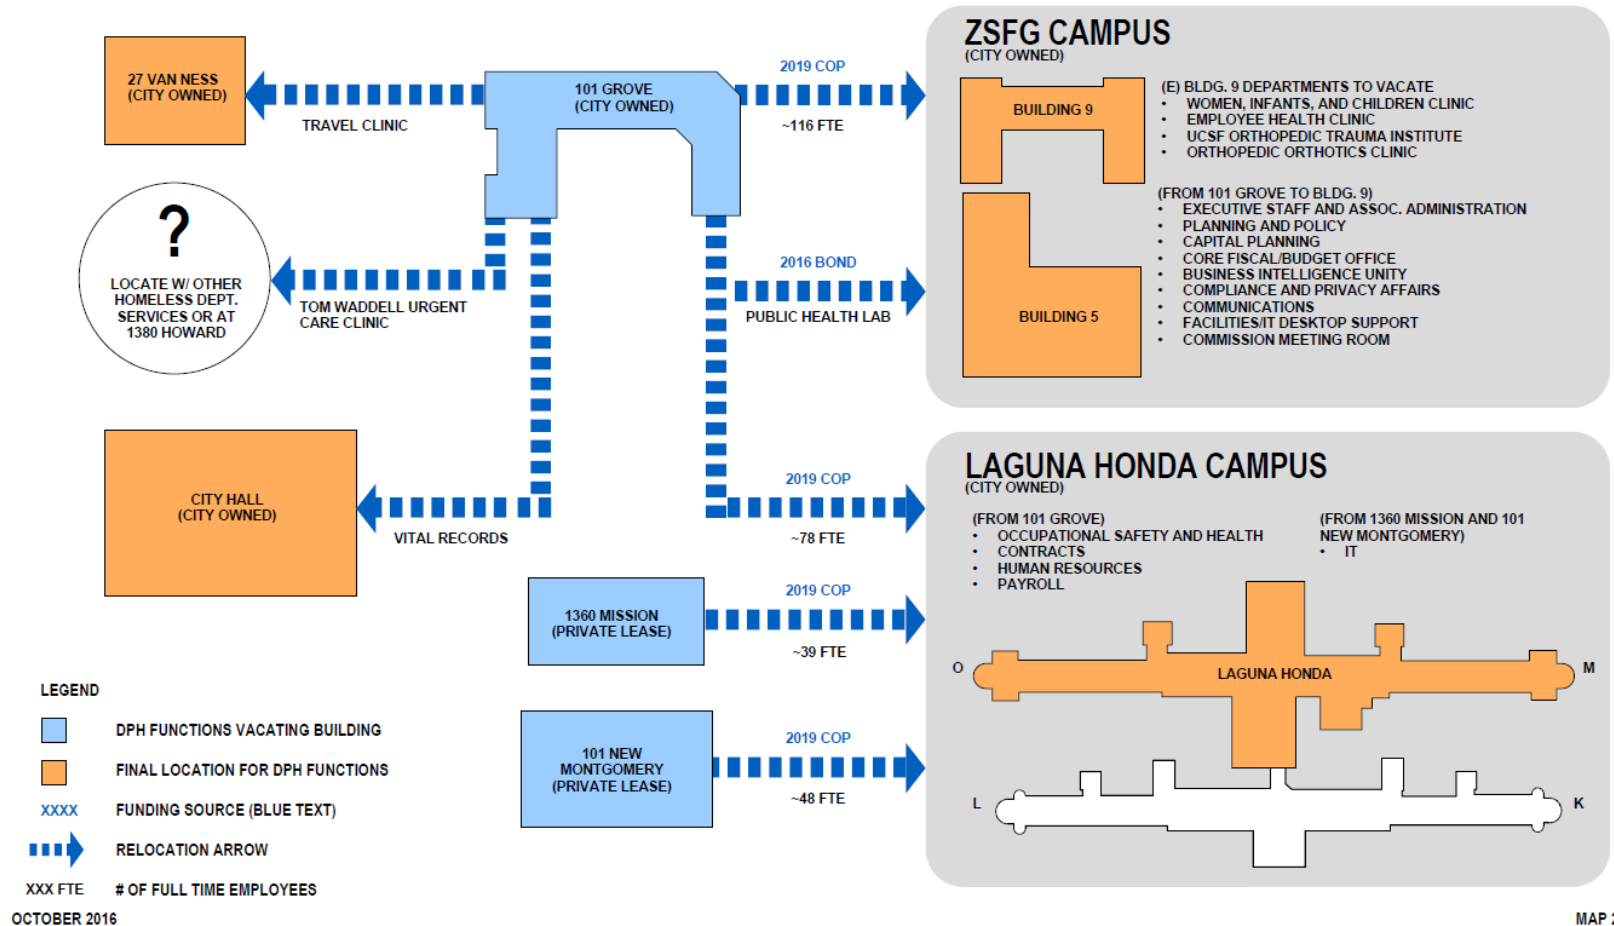 27 VAN NESS
(CITY OWNED)
TRAVEL CLINIC
101 GROVE
(CITY OWNED)
2019 COP
~116 FTE
?
LOCATE W/ OTHER
HOMELESS DEPT.
SERVICES OR AT
1380 HOWARD
TOM WADDELL URGENT
CARE CLINIC
2016 BOND
PUBLIC HEALTH LAB
CITY HALL
(CITY OWNED)
VITAL RECORDS
2019 COP
~78 FTE
1360 MISSION
(PRIVATE LEASE)
2019 COP
~39 FTE
101 NEW
MONTGOMERY
(PRIVATE LEASE)
2019 COP
~48 FTE
ZSFG CAMPUS
(CITY OWNED)
BUILDING 9
(E) BLDG. 9 DEPARTMENTS TO VACATE
• WOMEN, INFANTS, AND CHILDREN CLINIC
• EMPLOYEE HEALTH CLINIC
• UCSF ORTHOPEDIC TRAUMA INSTITUTE
• ORTHOPEDIC ORTHOTICS CLINIC
BUILDING 5
(FROM 101 GROVE TO BLDG. 9)
• EXECUTIVE STAFF AND ASSOC. ADMINISTRATION
• PLANNING AND POLICY
• CAPITAL PLANNING
• CORE FISCAL/BUDGET OFFICE
• BUSINESS INTELLIGENCE UNITY
• COMPLIANCE AND PRIVACY AFFAIRS
• COMMUNICATIONS
• FACILITIES/IT DESKTOP SUPPORT
• COMMISSION MEETING ROOM
LAGUNA HONDA CAMPUS
(CITY OWNED)
(FROM 101 GROVE)
• OCCUPATIONAL SAFETY AND HEALTH
• CONTRACTS
• HUMAN RESOURCES
• PAYROLL
(FROM 1360 MISSION AND 101
NEW MONTGOMERY)
• IT
O
LAGUNA HONDA
M
L
K
LEGEND
DPH FUNCTIONS VACATING BUILDING
FINAL LOCATION FOR DPH FUNCTIONS
XXXX FUNDING SOURCE (BLUE TEXT)
RELOCATION ARROW
XXX FTE # OF FULL TIME EMPLOYEES
OCTOBER 2016
MAP 2